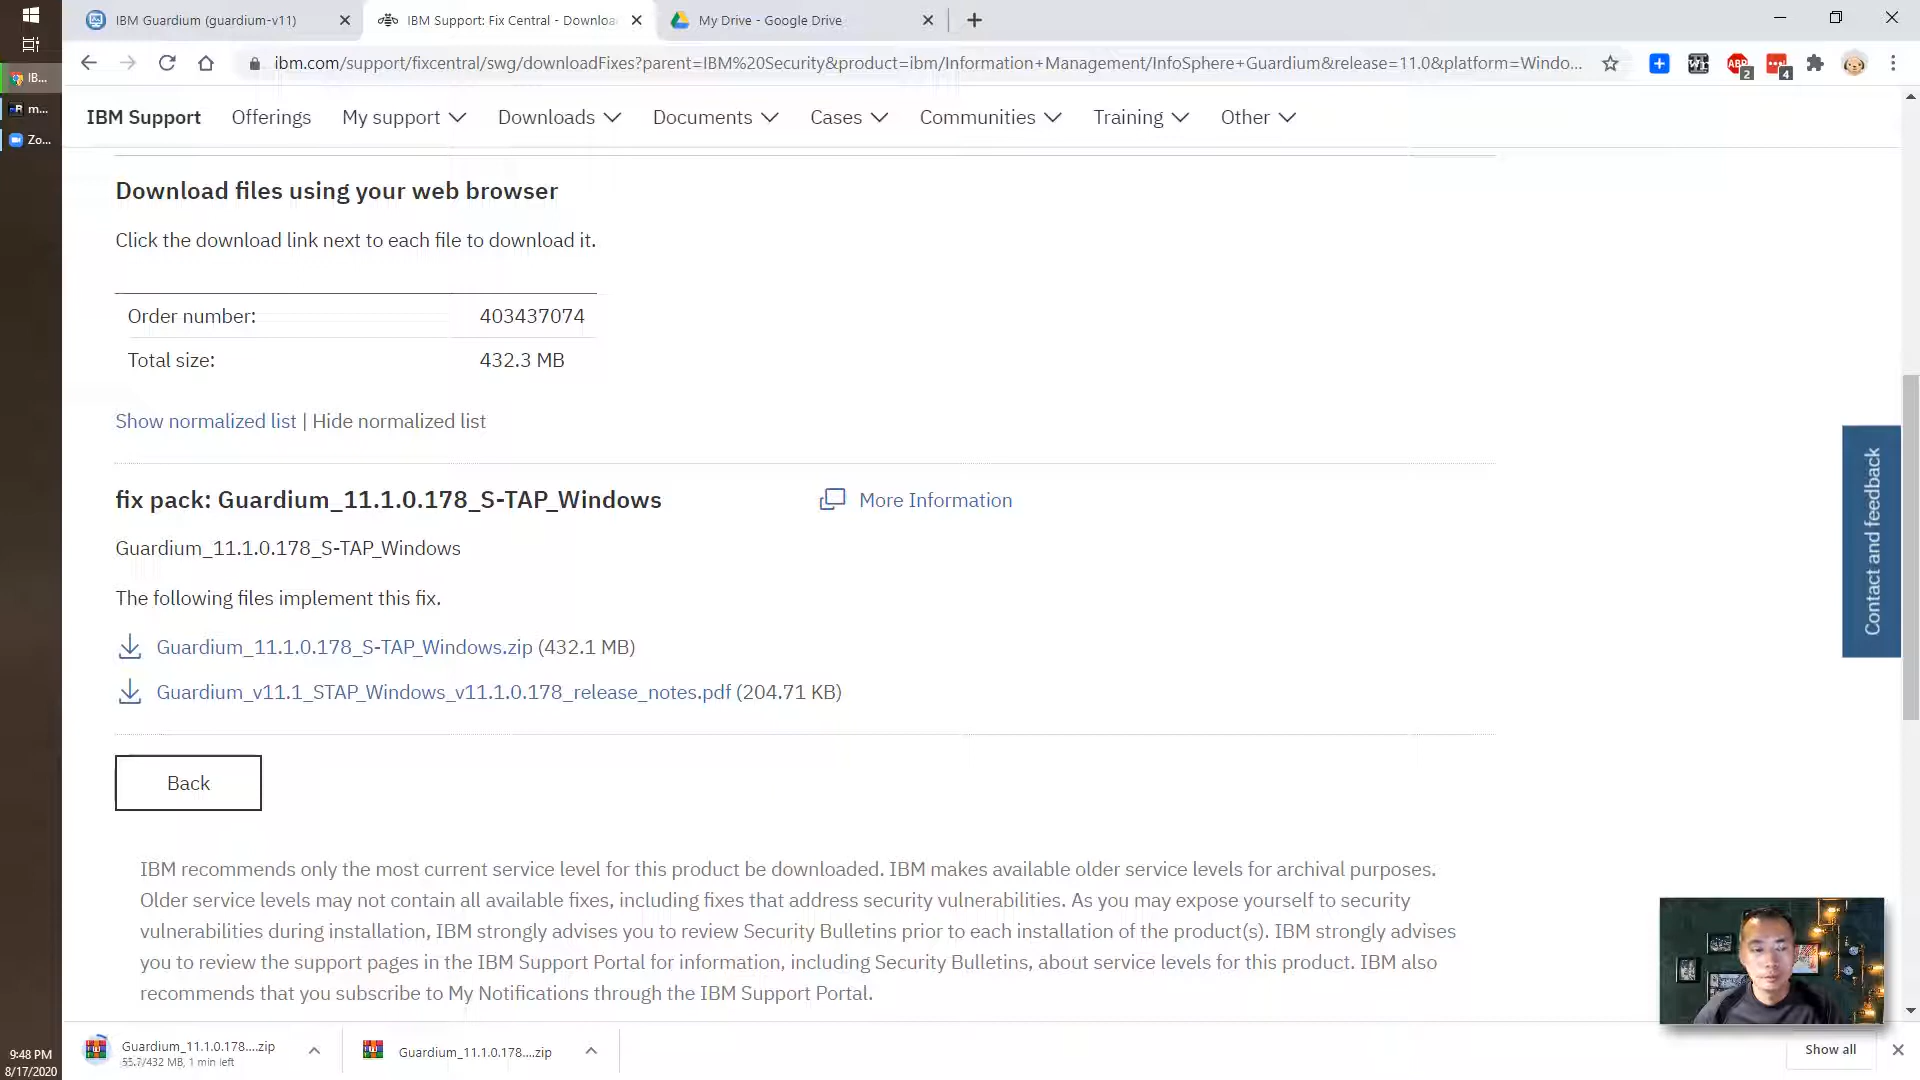 IBM Guardium (guardium-v11)
IBM Support: Fix Central - Downloa
My Drive - Google Drive
ibm.com/support/fixcentral/swg/downloadFixes?parent=IBM%20Security&product=ibm/Information+Management/InfoSphere+Guardium&release=11.0&platform=Windo...
ABP
2
4
IB...
m...
Zo...
IBM Support
Offerings
My support
Downloads
Documents
Cases
Communities
Training
Other
Download files using your web browser
Click the download link next to each file to download it.
Order number: 403437074
Total size: 432.3 MB
Show normalized list | Hide normalized list
fix pack: Guardium_11.1.0.178_S-TAP_Windows
More Information
Guardium_11.1.0.178_S-TAP_Windows
The following files implement this fix.
Guardium_11.1.0.178_S-TAP_Windows.zip (432.1 MB)
Guardium_v11.1_STAP_Windows_v11.1.0.178_release_notes.pdf (204.71 KB)
Back
Contact and feedback
IBM recommends only the most current service level for this product be downloaded. IBM makes available older service levels for archival purposes.
Older service levels may not contain all available fixes, including fixes that address security vulnerabilities. As you may expose yourself to security
vulnerabilities during installation, IBM strongly advises you to review Security Bulletins prior to each installation of the product(s). IBM strongly advises
you to review the support pages in the IBM Support Portal for information, including Security Bulletins, about service levels for this product. IBM also
recommends that you subscribe to My Notifications through the IBM Support Portal.
Guardium_11.1.0.178....zip
55.7/432 MB, 1 min left
Guardium_11.1.0.178....zip
Show all
9:48 PM
8/17/2020